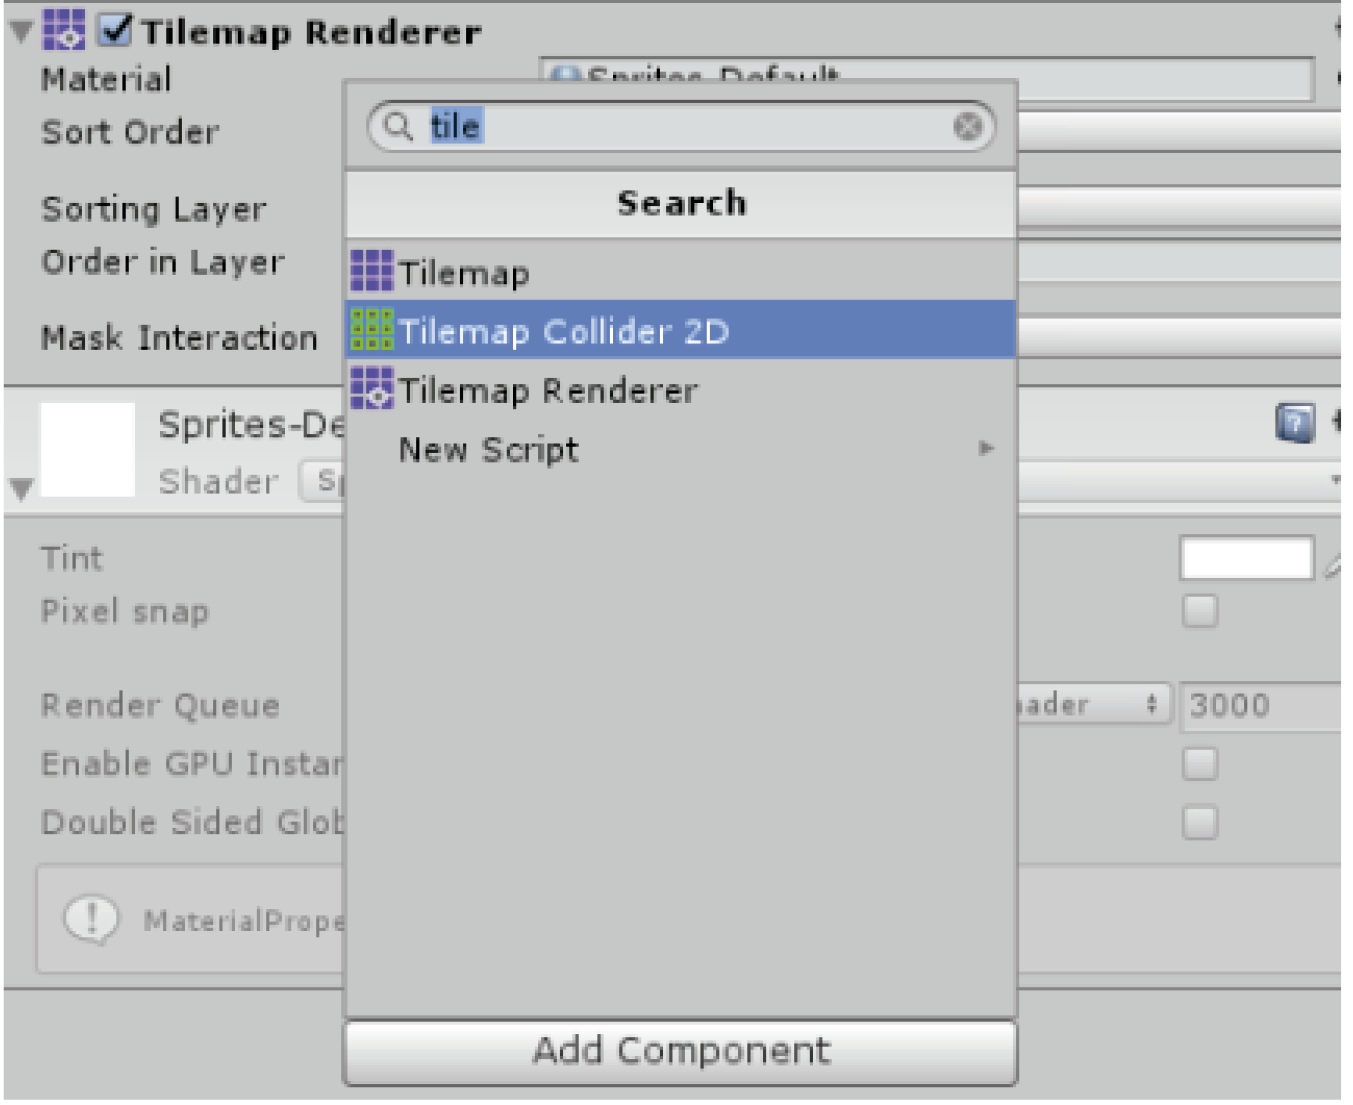 Tilemap Renderer
Material
Sprites-Default
Sort Order
tile
Search
Sorting Layer
Order in Layer
Mask Interaction
Tilemap
Tilemap Collider 2D
Tilemap Renderer
New Script
Sprites-De
Shader Sp
Tint
Pixel snap
Render Queue
ader
3000
Enable GPU Instan
Double Sided Glob
MaterialPrope
Add Component